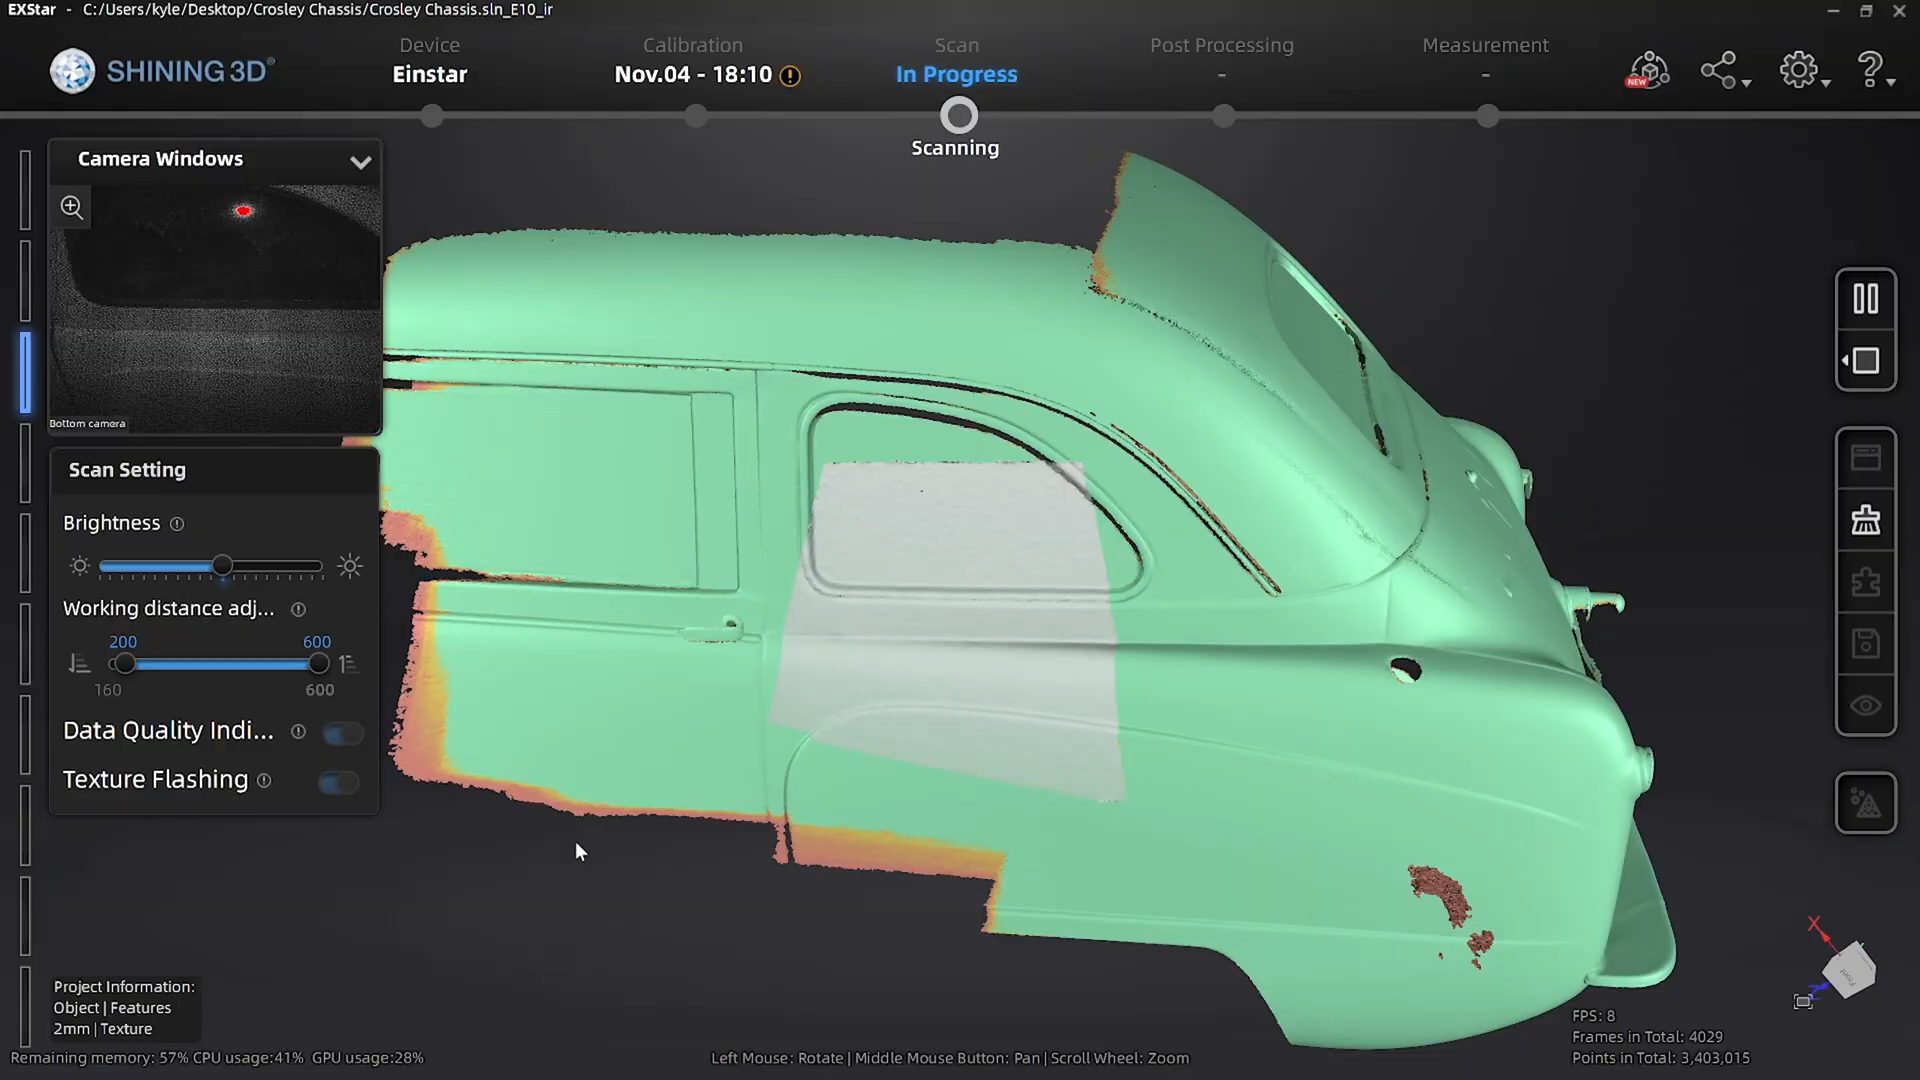 EXStar - C:/Users/kyle/Desktop/Crosley Chassis/Crosley Chassis.sln_E10_ir
SHINING 3D®
Device
Einstar
Calibration
Nov.04 - 18:10
Scan
In Progress
Scanning
Post Processing
-
Measurement
-
NEW
Camera Windows
Bottom camera
Scan Setting
Brightness
Working distance adj...
200 600
160 600
Data Quality Indi...
Texture Flashing
Project Information:
Object | Features
2mm | Texture
Remaining memory: 57% CPU usage:41% GPU usage:28%
Left Mouse: Rotate | Middle Mouse Button: Pan | Scroll Wheel: Zoom
X
Z
Front
FPS: 8
Frames in Total: 4029
Points in Total: 3,403,015